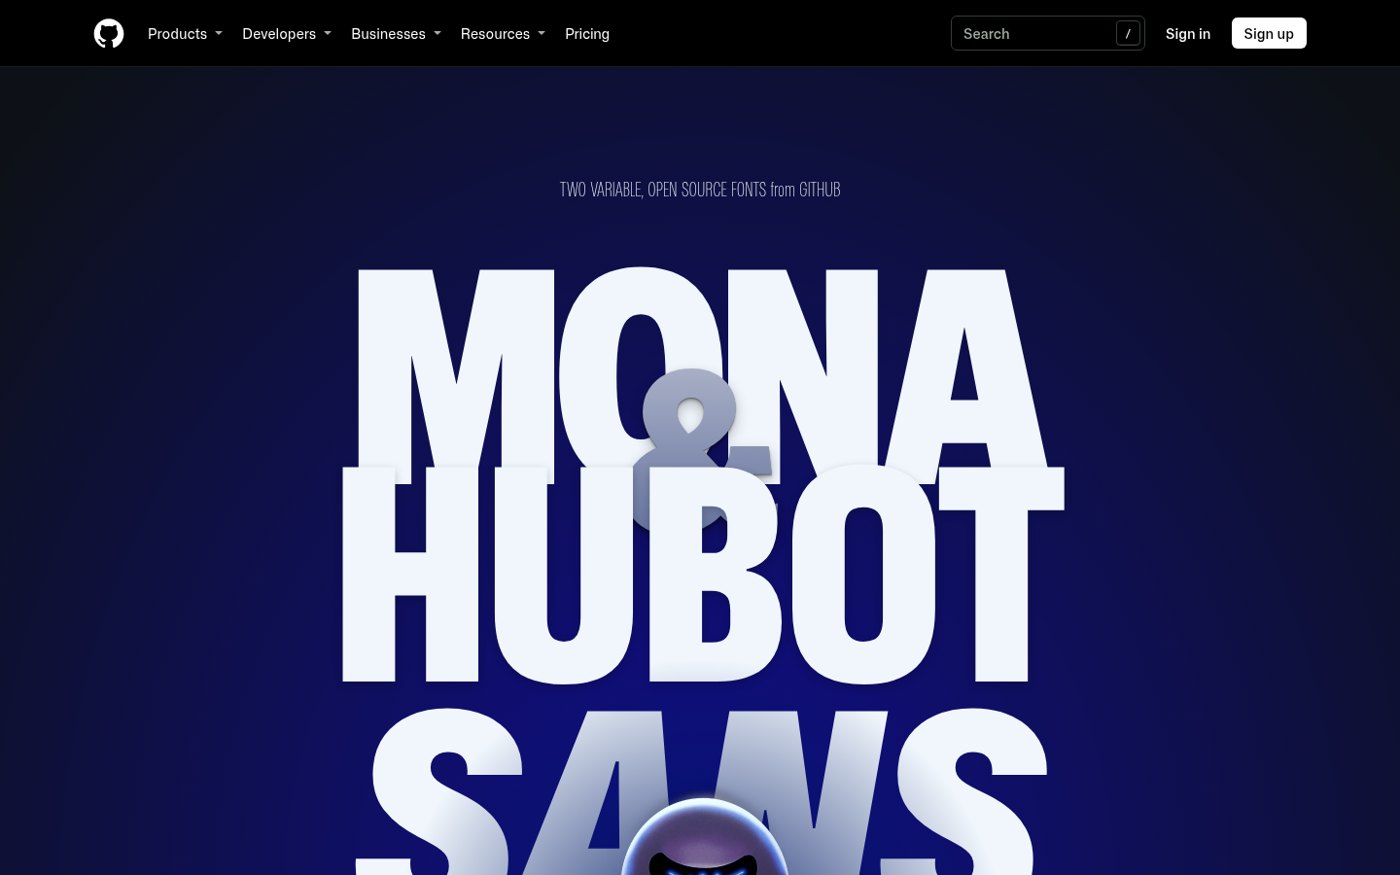 Products
Developers
Businesses
Resources
Pricing
Search
/
Sign in
Sign up
TWO VARIABLE, OPEN SOURCE FONTS from GITHUB
MONA
&
HUBOT
SANS